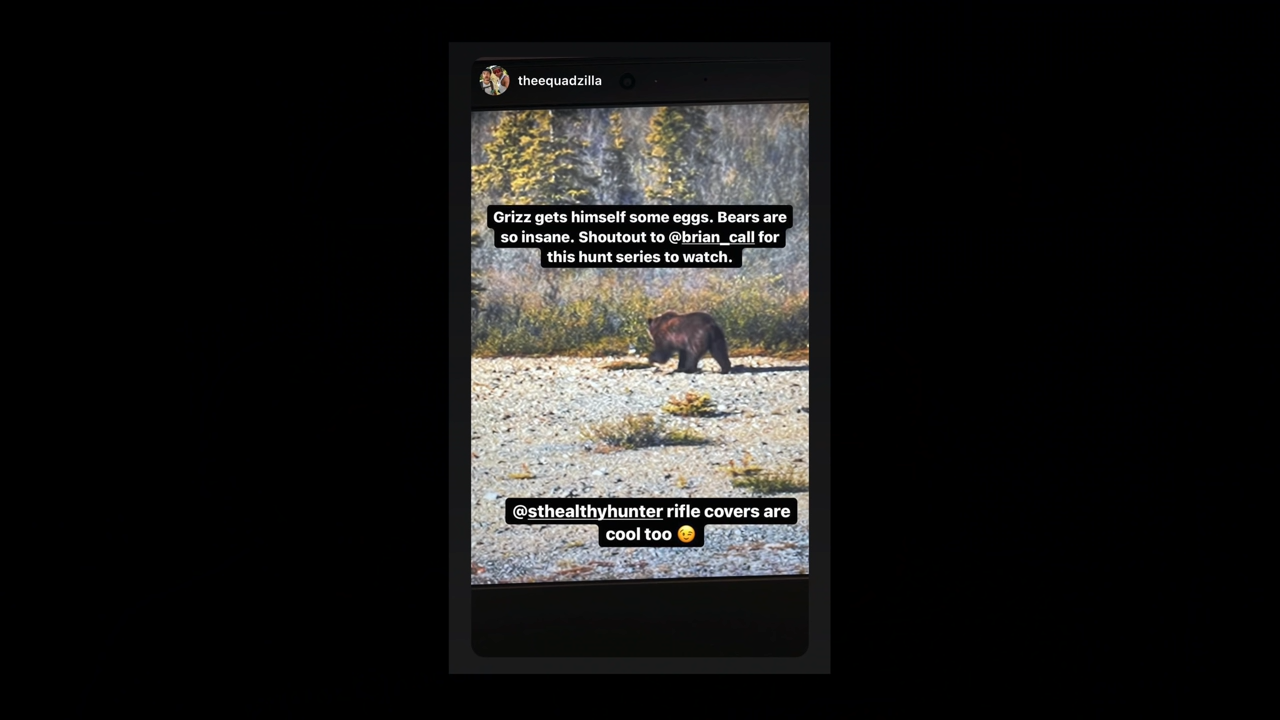 theequadzilla
Grizz gets himself some eggs. Bears are
so insane. Shoutout to @brian_call for
this hunt series to watch.
@sthealthyhunter rifle covers are
cool too 😉